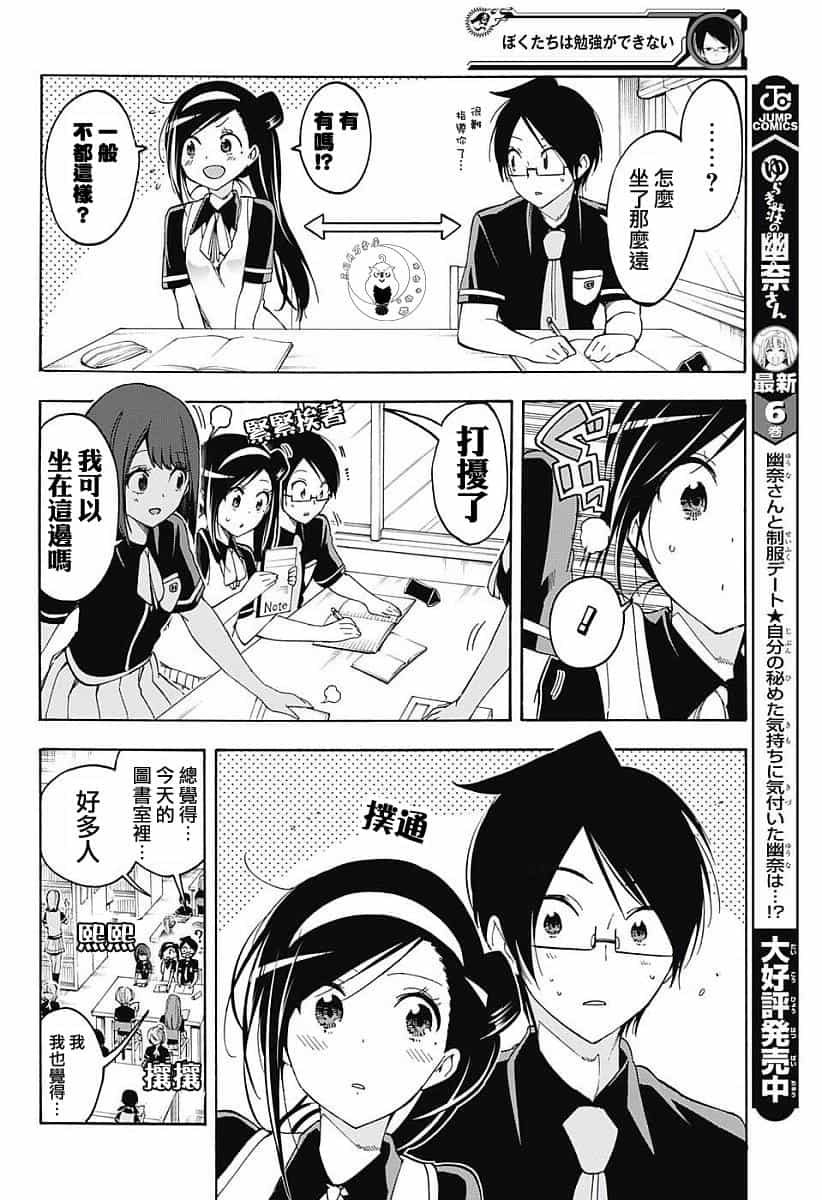 ぼくたちは勉強ができない
……?
怎麼
坐了那麼遠
很難
指導你了…
有
有嗎!?
一般
不都這樣?
!
打擾了
緊緊挨著
Note
我可以
坐在這邊嗎
撲通
總覺得…
今天的
圖書室裡…
好多人
熙熙
攘攘
我
我也覺得…
JUMP
COMICS
ゆらぎ荘の幽奈さん
最新
6
巻
幽奈さんと制服デート★自分の秘めた気持ちに気付いた幽奈は…!?
大好評発売中